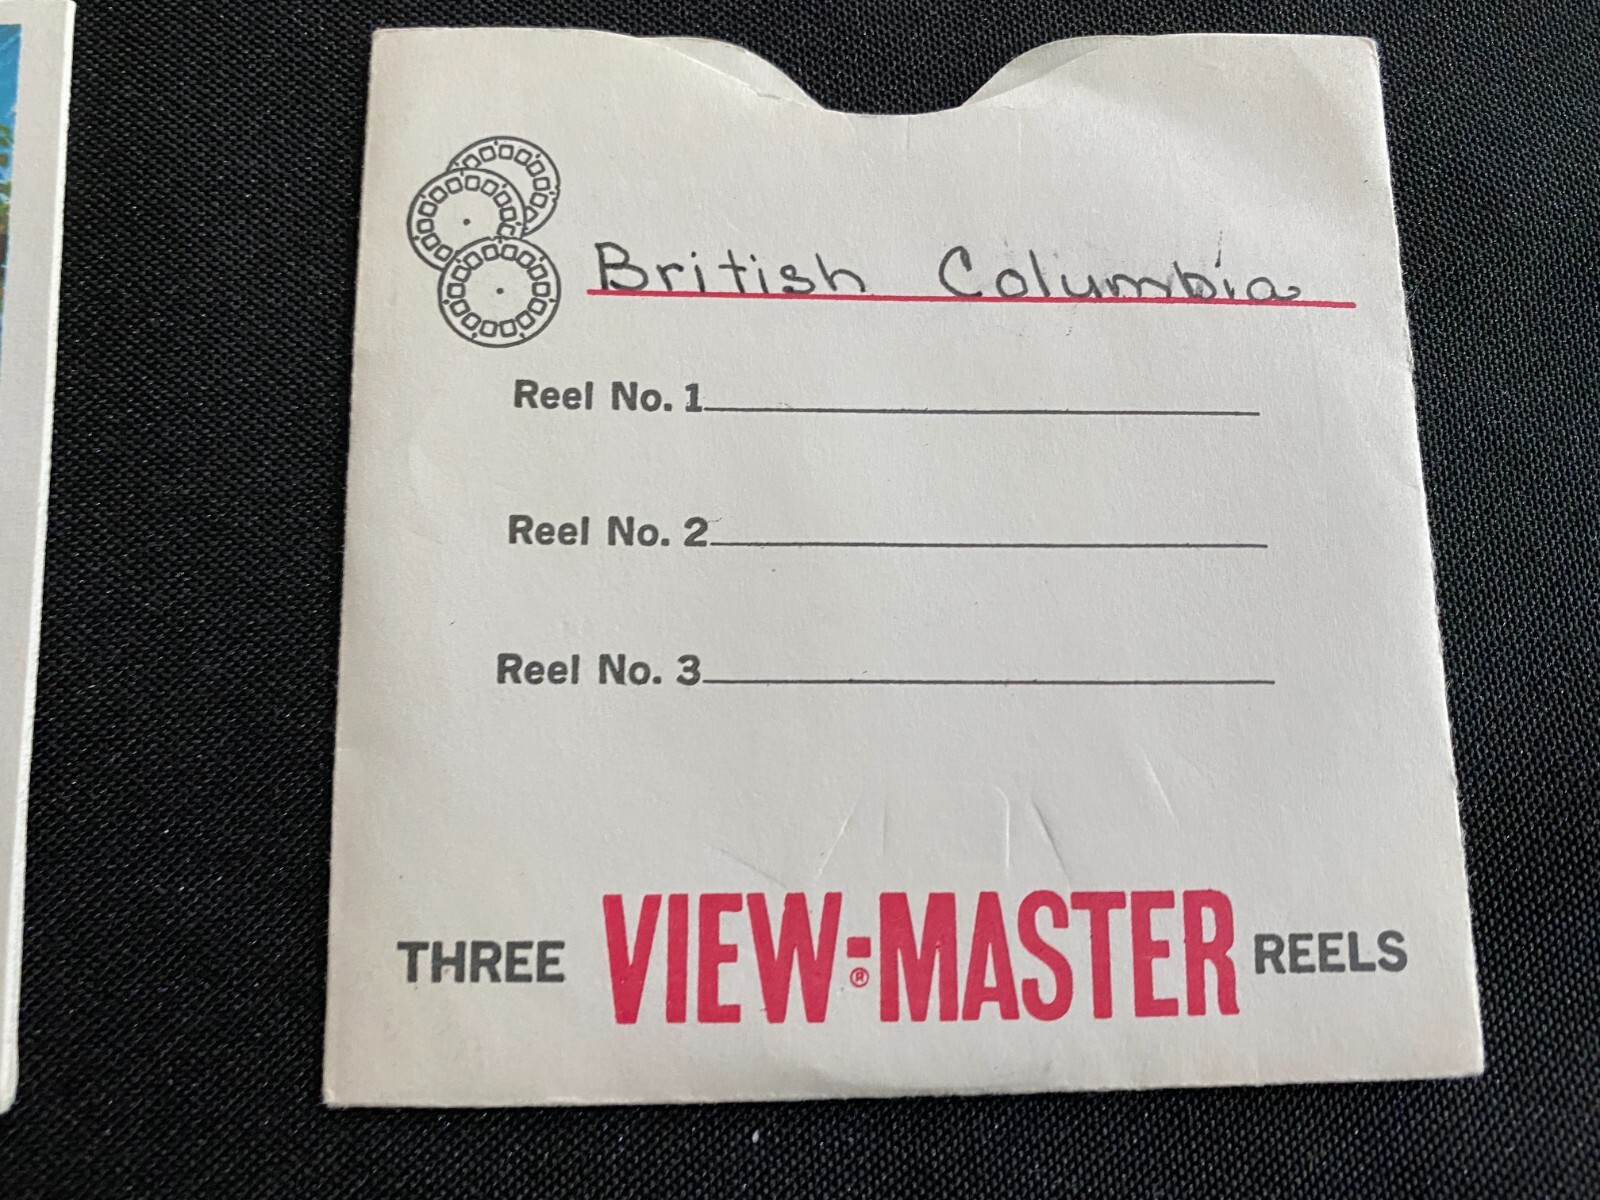 British Columbia
Reel No. 1
Reel No. 2
Reel No. 3
THREE VIEW-MASTER® REELS